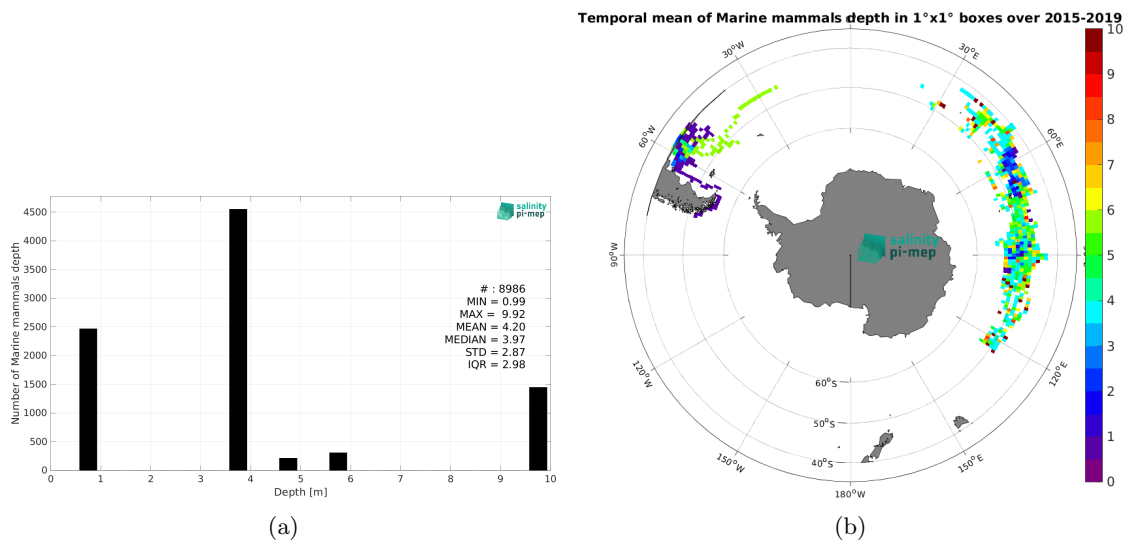 Temporal mean of Marine mammals depth in 1°x1° boxes over 2015-2019
salinity
pi-mep
# : 8986
MIN = 0.99
MAX = 9.92
MEAN = 4.20
MEDIAN = 3.97
STD = 2.87
IQR = 2.98
Number of Marine mammals depth
4500
4000
3500
3000
2500
2000
1500
1000
500
0
0 1 2 3 4 5 6 7 8 9 10
Depth [m]
(a)
30°W
30°E
60°W
60°E
90°W
120°W
120°E
150°W
150°E
180°W
60°S
50°S
40°S
salinity
pi-mep
10
9
8
7
6
5
4
3
2
1
0
(b)